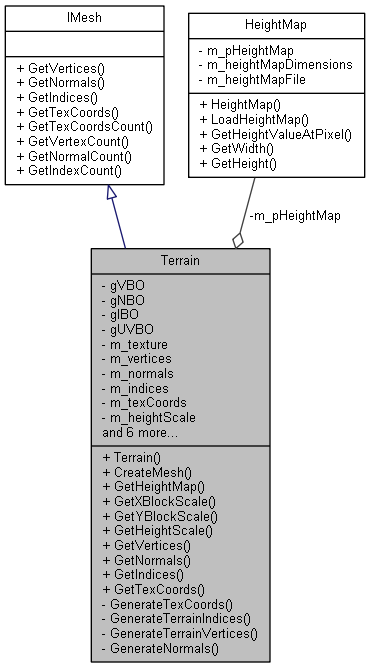 IMesh
+ GetVertices()
+ GetNormals()
+ GetIndices()
+ GetTexCoords()
+ GetTexCoordsCount()
+ GetVertexCount()
+ GetNormalCount()
+ GetIndexCount()
HeightMap
- m_pHeightMap
- m_heightMapDimensions
- m_heightMapFile
+ HeightMap()
+ LoadHeightMap()
+ GetHeightValueAtPixel()
+ GetWidth()
+ GetHeight()
-m_pHeightMap
Terrain
- gVBO
- gNBO
- gIBO
- gUVBO
- m_texture
- m_vertices
- m_normals
- m_indices
- m_texCoords
- m_heightScale
and 6 more...
+ Terrain()
+ CreateMesh()
+ GetHeightMap()
+ GetXBlockScale()
+ GetYBlockScale()
+ GetHeightScale()
+ GetVertices()
+ GetNormals()
+ GetIndices()
+ GetTexCoords()
- GenerateTexCoords()
- GenerateTerrainIndices()
- GenerateTerrainVertices()
- GenerateNormals()